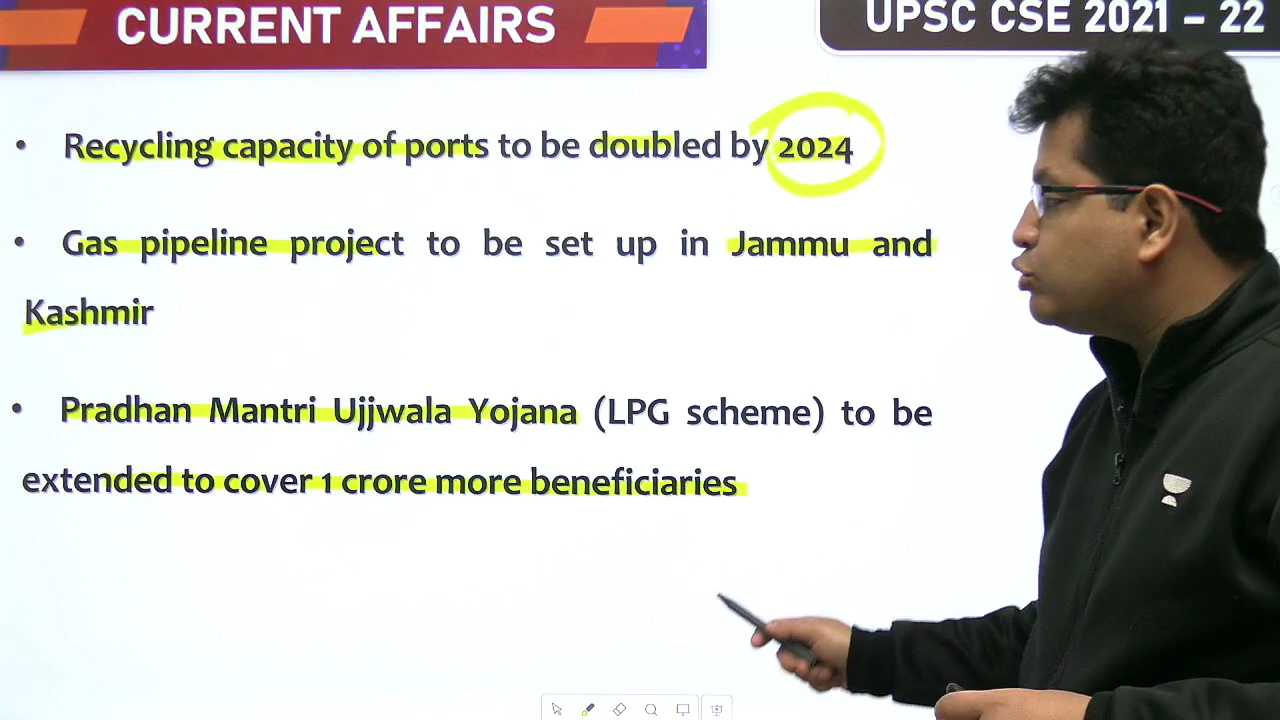 CURRENT AFFAIRS
UPSC CSE 2021 – 22
• Recycling capacity of ports to be doubled by 2024
• Gas pipeline project to be set up in Jammu and
Kashmir
• Pradhan Mantri Ujjwala Yojana (LPG scheme) to be
extended to cover 1 crore more beneficiaries